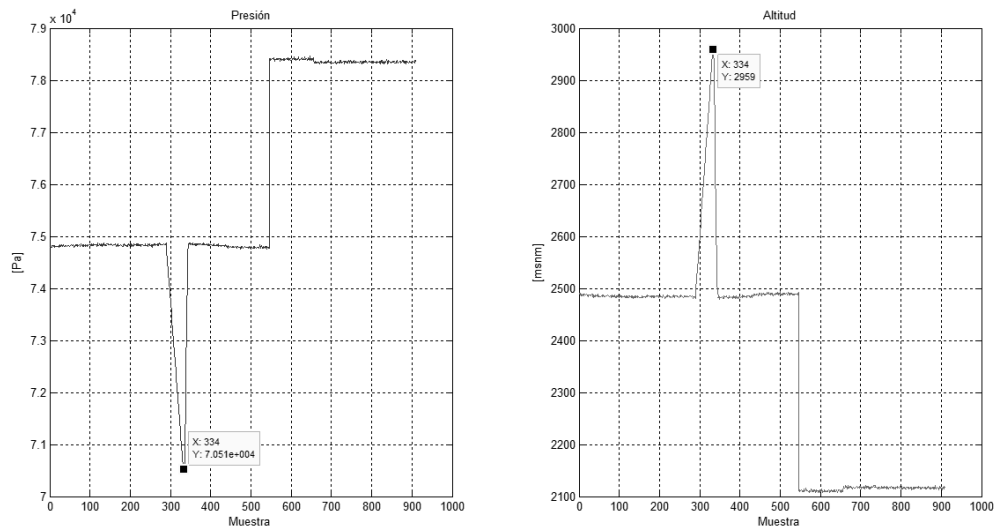 Presión
x 10⁴
7.9
7.8
7.7
7.6
7.5
7.4
7.3
7.2
7.1
7
[Pa]
X: 334
Y: 7.051e+004
0 100 200 300 400 500 600 700 800 900 1000
Muestra
Altitud
3000
2900
2800
2700
2600
2500
2400
2300
2200
2100
[msnm]
X: 334
Y: 2959
0 100 200 300 400 500 600 700 800 900 1000
Muestra